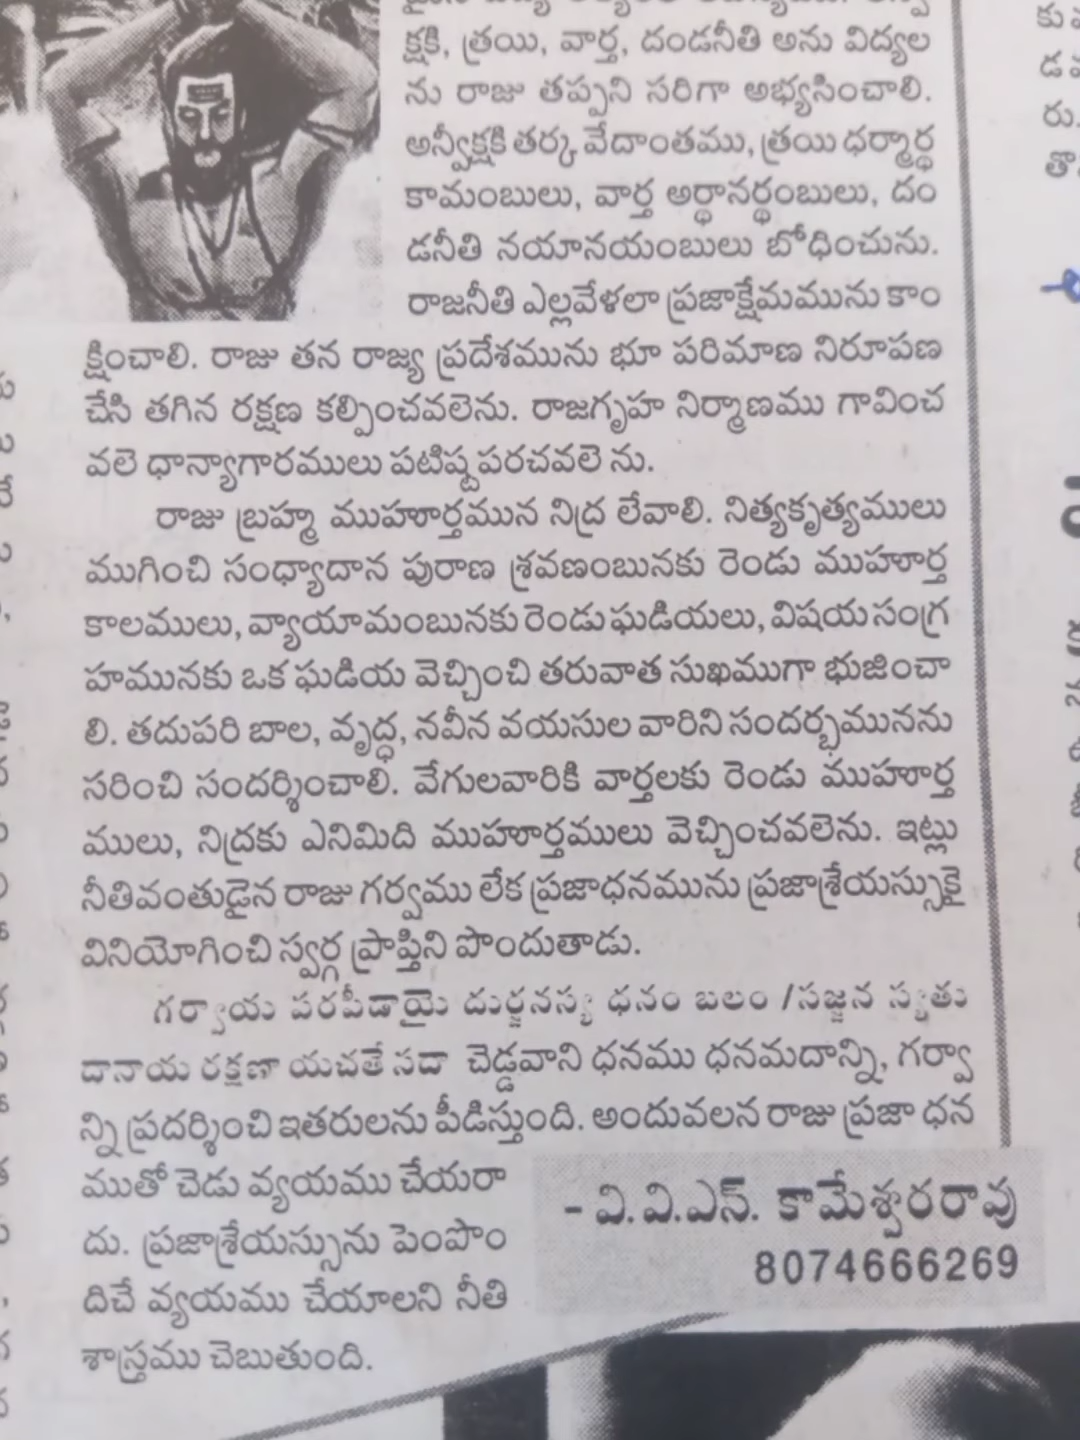 క్షకి, త్రయి, వార్త, దండనీతి అను విద్యల
ను రాజు తప్పని సరిగా అభ్యసించాలి.
అన్వీక్షకి తర్క వేదాంతము, త్రయి ధర్మార్థ
కామంబులు, వార్త అర్థానర్థంబులు, దం
డనీతి నయానయంబులు బోధించును.
రాజనీతి ఎల్లవేళలా ప్రజాక్షేమమును కాం
క్షించాలి. రాజు తన రాజ్య ప్రదేశమును భూ పరిమాణ నిరూపణ
చేసి తగిన రక్షణ కల్పించవలెను. రాజగృహ నిర్మాణము గావించ
వలె ధాన్యాగారములు పటిష్టపరచవలె ను.
రాజు బ్రహ్మ ముహూర్తమున నిద్ర లేవాలి. నిత్యకృత్యములు
ముగించి సంధ్యాదాన పురాణ శ్రవణంబునకు రెండు ముహూర్త
కాలములు, వ్యాయామంబునకు రెండు ఘడియలు, విషయ సంగ్ర
హమునకు ఒక ఘడియ వెచ్చించి తరువాత సుఖముగా భుజించా
లి. తదుపరి బాల, వృద్ధ, నవీన వయసుల వారిని సందర్భమునను
సరించి సందర్శించాలి. వేగులవారికి వార్తలకు రెండు ముహూర్త
ములు, నిద్రకు ఎనిమిది ముహూర్తములు వెచ్చించవలెను. ఇట్లు
నీతివంతుడైన రాజు గర్వము లేక ప్రజాధనమును ప్రజాశ్రేయస్సుకై
వినియోగించి స్వర్గ ప్రాప్తిని పొందుతాడు.
గర్వాయ పరపీడాయై దుర్జనస్య ధనం బలం /సజ్జన స్యతు
దానాయ రక్షణా యచతే సదా చెడ్డవాని ధనము ధనమదాన్ని, గర్వా
న్ని ప్రదర్శించి ఇతరులను పీడిస్తుంది. అందువలన రాజు ప్రజా ధన
ముతో చెడు వ్యయము చేయరా
దు. ప్రజాశ్రేయస్సును పెంపొం
దిచే వ్యయము చేయాలని నీతి
శాస్త్రము చెబుతుంది.
- వి.వి.ఎస్. కామేశ్వరరావు
8074666269